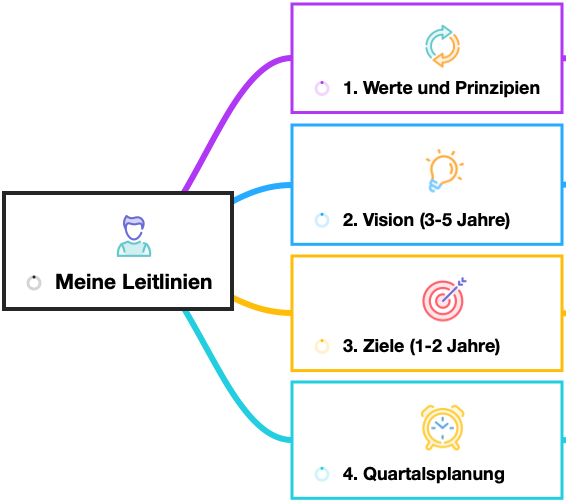 Meine Leitlinien
1. Werte und Prinzipien
2. Vision (3-5 Jahre)
3. Ziele (1-2 Jahre)
4. Quartalsplanung